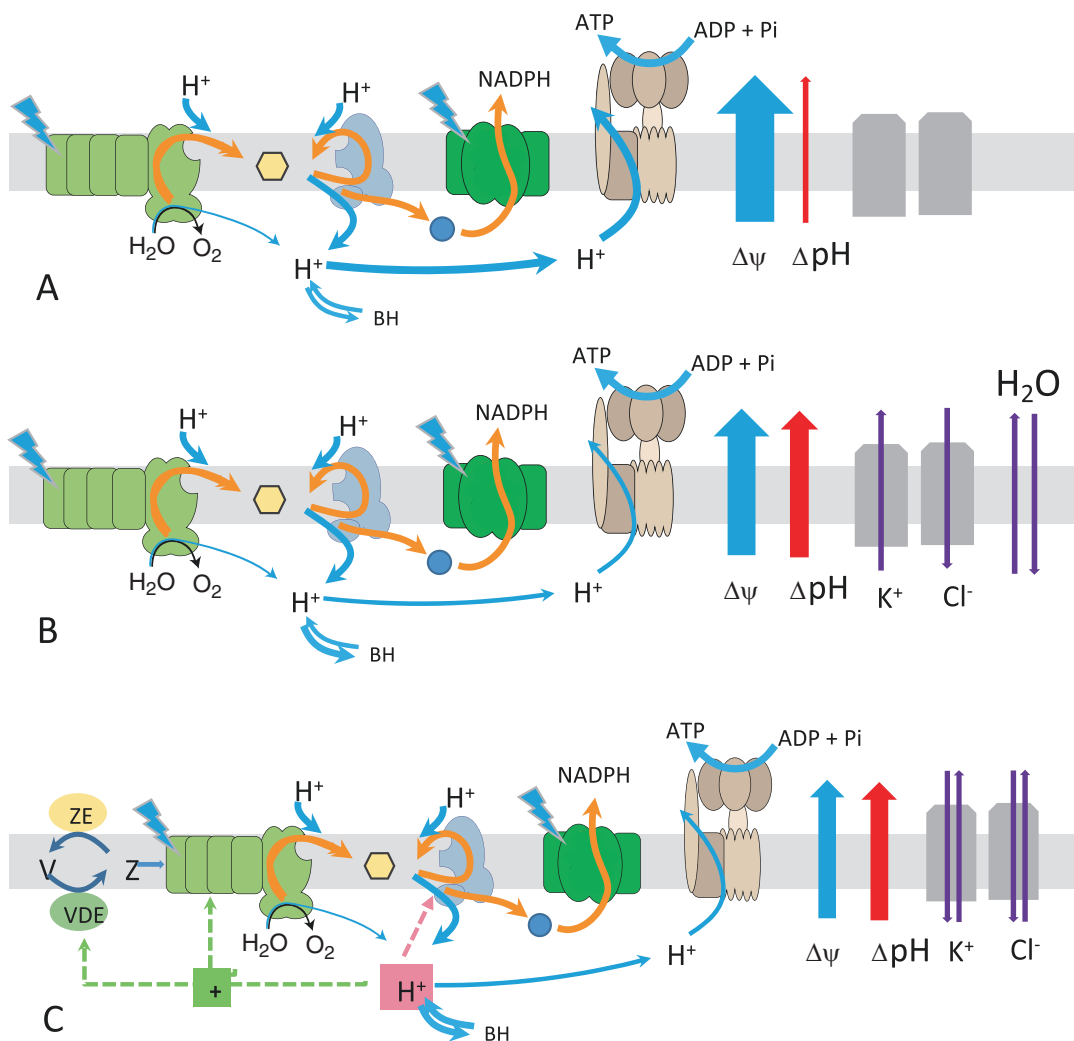 ATP
ADP + Pi
NADPH
H⁺
H⁺
H₂O
O₂
H⁺
H⁺
Δψ
ΔpH
A
BH
ATP
ADP + Pi
H₂O
NADPH
H⁺
H⁺
H₂O
O₂
H⁺
H⁺
Δψ
ΔpH
K⁺
Cl⁻
B
BH
ATP
ADP + Pi
NADPH
H⁺
H⁺
ZE
V
Z
VDE
H₂O
O₂
H⁺
Δψ
ΔpH
K⁺
Cl⁻
+
H⁺
C
BH